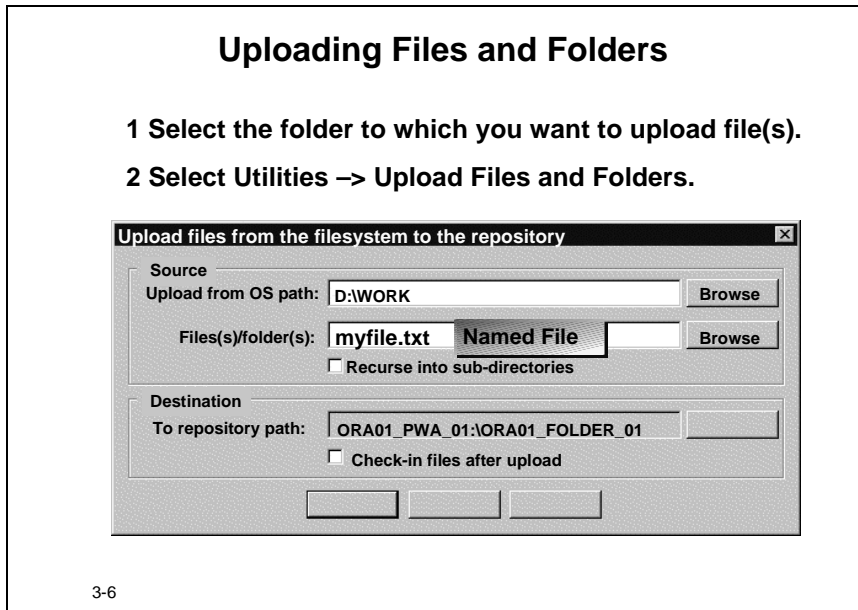 Uploading Files and Folders
1 Select the folder to which you want to upload file(s).
2 Select Utilities –> Upload Files and Folders.
Upload files from the filesystem to the repository
Source
Upload from OS path: D:\WORK Browse
Files(s)/folder(s): myfile.txt Named File Browse
Recurse into sub-directories
Destination
To repository path: ORA01_PWA_01:\ORA01_FOLDER_01
Check-in files after upload
3-6